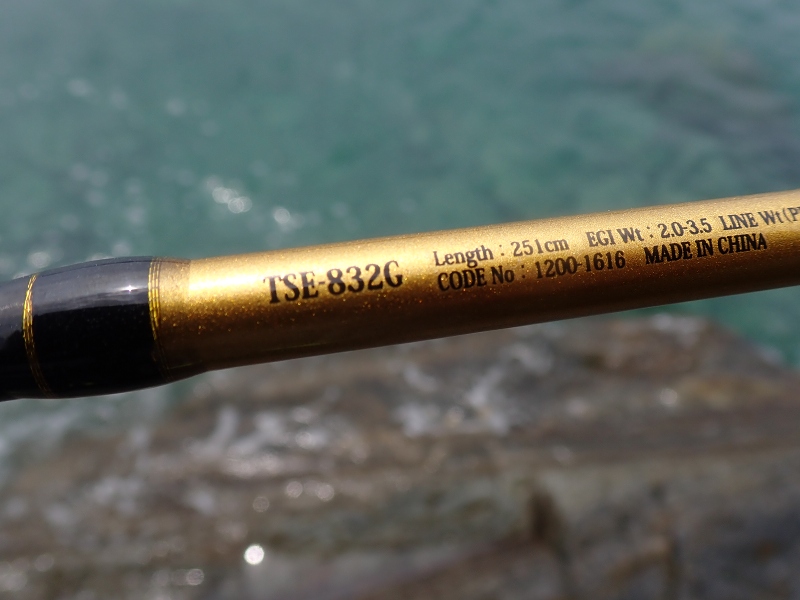 TSE-832G
Length : 251cm EGI Wt : 2.0-3.5 LINE Wt(P
CODE No : 1200-1616 MADE IN CHINA